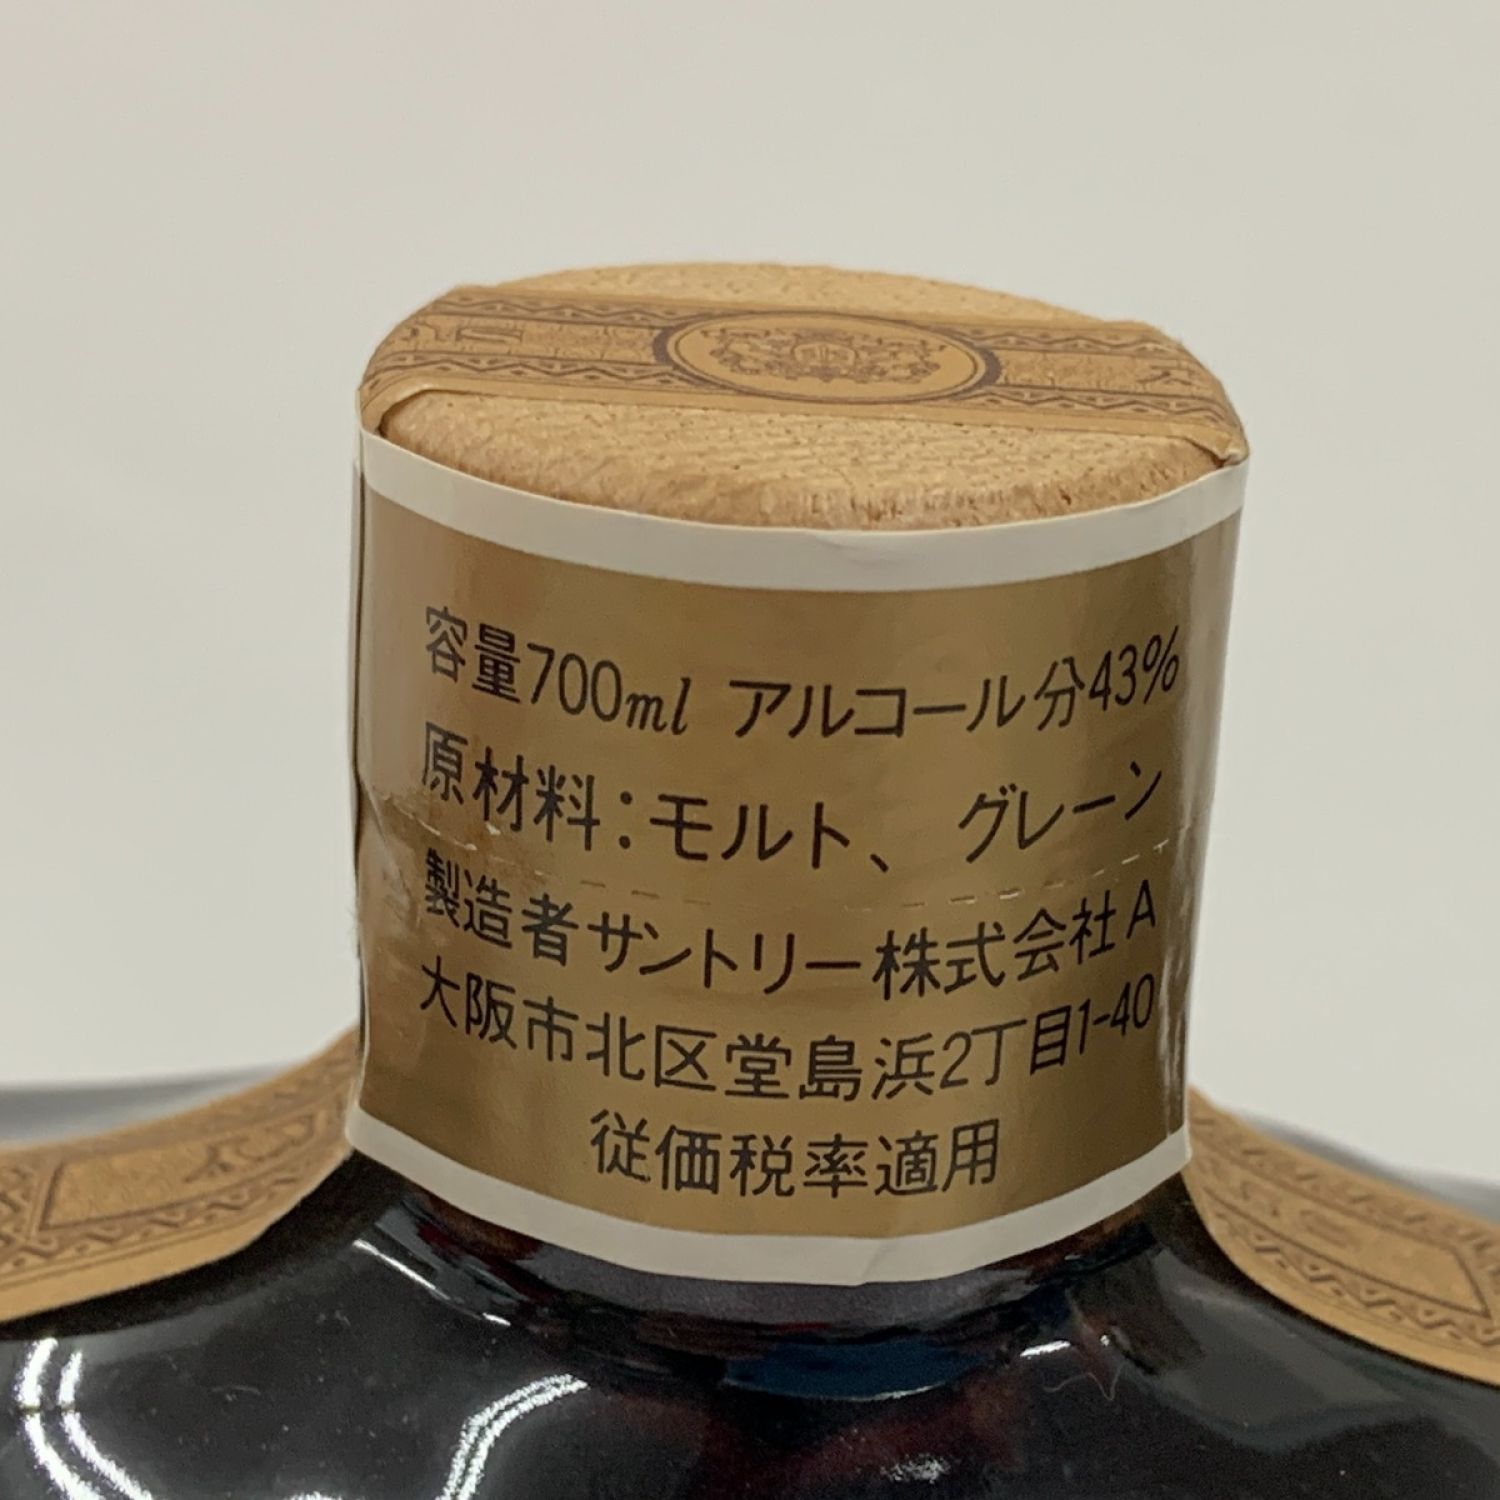 容量700ml アルコール分43%
原材料：モルト、グレーン
製造者サントリー株式会社A
大阪市北区堂島浜2丁目1-40
従価税率適用